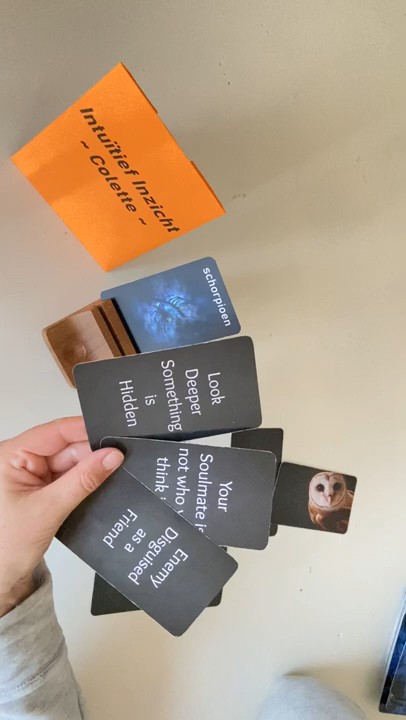 Intuïtief Inzicht
~ Colette ~
schorpioen
Look
Deeper
Something
is
Hidden
Your
Soulmate is
not who
think
Enemy
Disguised
as a
Friend